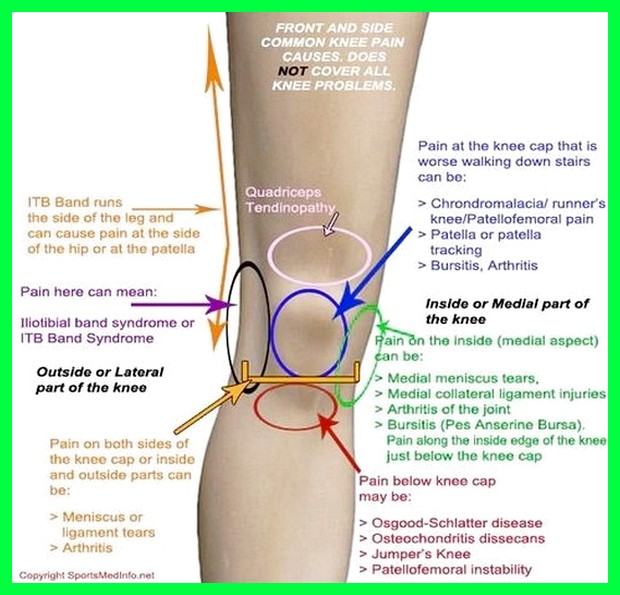 FRONT AND SIDE
COMMON KNEE PAIN
CAUSES. DOES
NOT COVER ALL
KNEE PROBLEMS.
Pain at the knee cap that is
worse walking down stairs
can be:
> Chrondromalacia/ runner's
knee/Patellofemoral pain
> Patella or patella
tracking
> Bursitis, Arthritis
Quadriceps
Tendinopathy
ITB Band runs
the side of the leg and
can cause pain at the side
of the hip or at the patella
Pain here can mean:
Iliotibial band syndrome or
ITB Band Syndrome
Inside or Medial part of
the knee
Pain on the inside (medial aspect)
can be:
> Medial meniscus tears,
> Medial collateral ligament injuries
> Arthritis of the joint
> Bursitis (Pes Anserine Bursa).
Pain along the inside edge of the knee
just below the knee cap
Outside or Lateral
part of the knee
Pain on both sides of
the knee cap or inside
and outside parts can
be:
> Meniscus or
ligament tears
> Arthritis
Pain below knee cap
may be:
> Osgood-Schlatter disease
> Osteochondritis dissecans
> Jumper's Knee
> Patellofemoral instability
Copyright SportsMedInfo.net